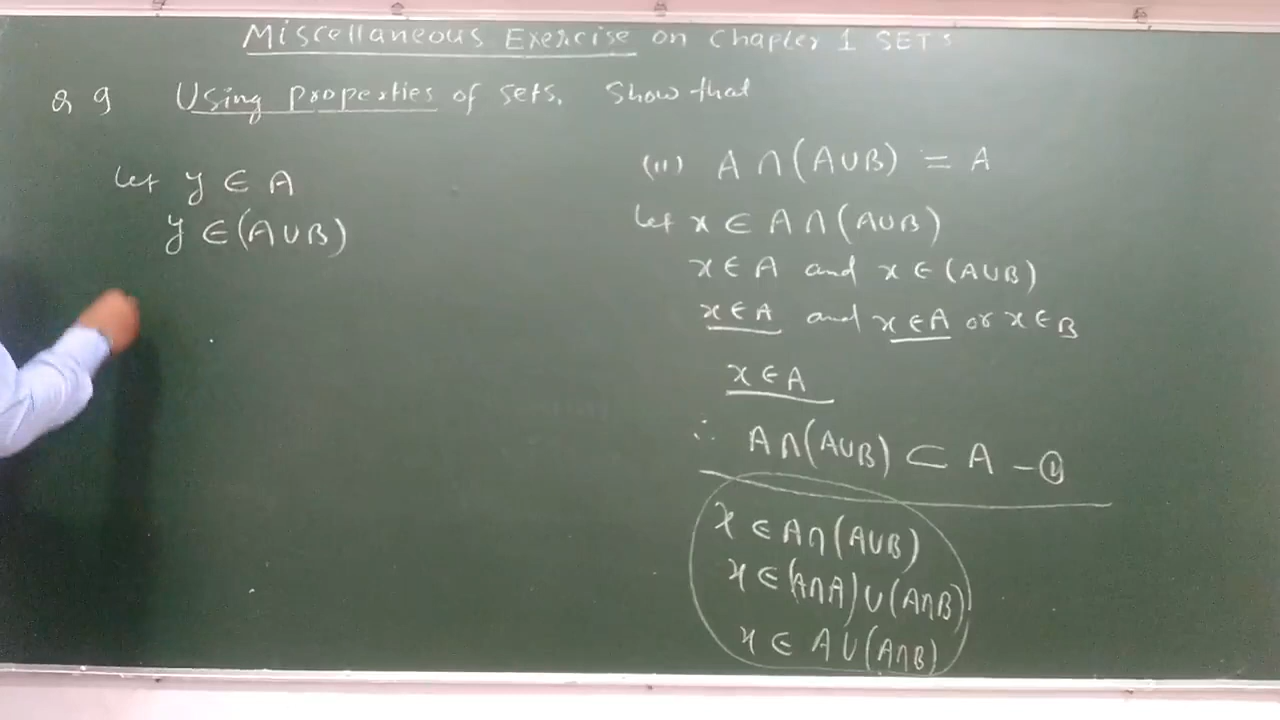 Miscellaneous Exercise on Chapter 1 SETS
Q 9 Using properties of sets. Show that
(ii) A ∩ (A∪B) = A
let x ∈ A ∩ (A∪B)
x ∈ A and x ∈ (A∪B)
x ∈ A and x ∈ A or x ∈ B
x ∈ A
∴ A∩(A∪B) ⊂ A – ①
x ∈ A∩(A∪B)
x ∈ (A∩A)∪(A∩B)
x ∈ A∪(A∩B)
let y ∈ A
y ∈ (A∪B)